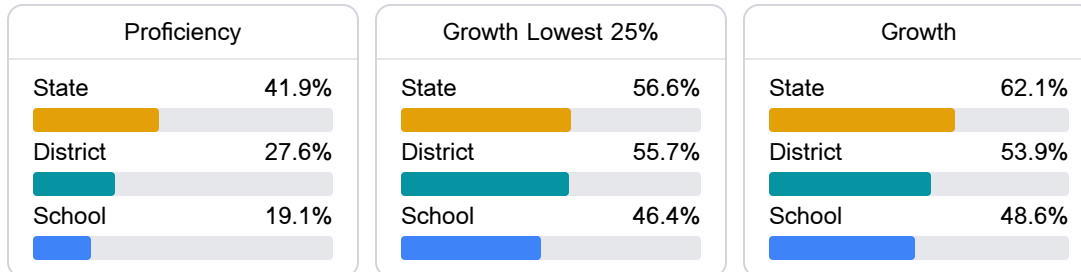 Proficiency
State 41.9%
District 27.6%
School 19.1%
Growth Lowest 25%
State 56.6%
District 55.7%
School 46.4%
Growth
State 62.1%
District 53.9%
School 48.6%